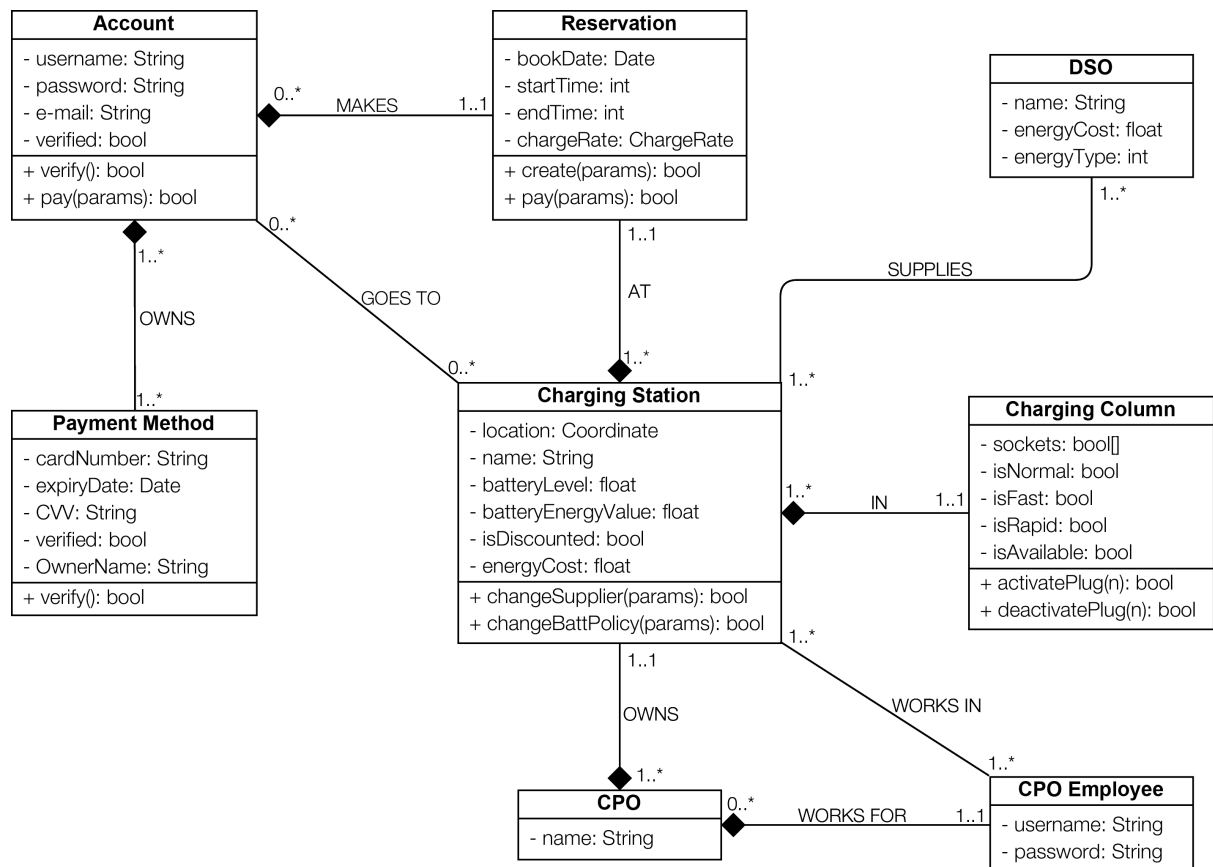 Account
- username: String
- password: String
- e-mail: String
- verified: bool
+ verify(): bool
+ pay(params): bool
0..*
MAKES
1..1
Reservation
- bookDate: Date
- startTime: int
- endTime: int
- chargeRate: ChargeRate
+ create(params): bool
+ pay(params): bool
DSO
- name: String
- energyCost: float
- energyType: int
1..*
OWNS
1..*
0..*
GOES TO
0..*
1..1
AT
1..*
1..*
SUPPLIES
1..*
Payment Method
- cardNumber: String
- expiryDate: Date
- CVV: String
- verified: bool
- OwnerName: String
+ verify(): bool
Charging Station
- location: Coordinate
- name: String
- batteryLevel: float
- batteryEnergyValue: float
- isDiscounted: bool
- energyCost: float
+ changeSupplier(params): bool
+ changeBattPolicy(params): bool
1..*
IN
1..1
Charging Column
- sockets: bool[]
- isNormal: bool
- isFast: bool
- isRapid: bool
- isAvailable: bool
+ activatePlug(n): bool
+ deactivatePlug(n): bool
1..1
OWNS
1..*
1..*
WORKS IN
1..*
CPO
- name: String
0..*
WORKS FOR
1..1
CPO Employee
- username: String
- password: String